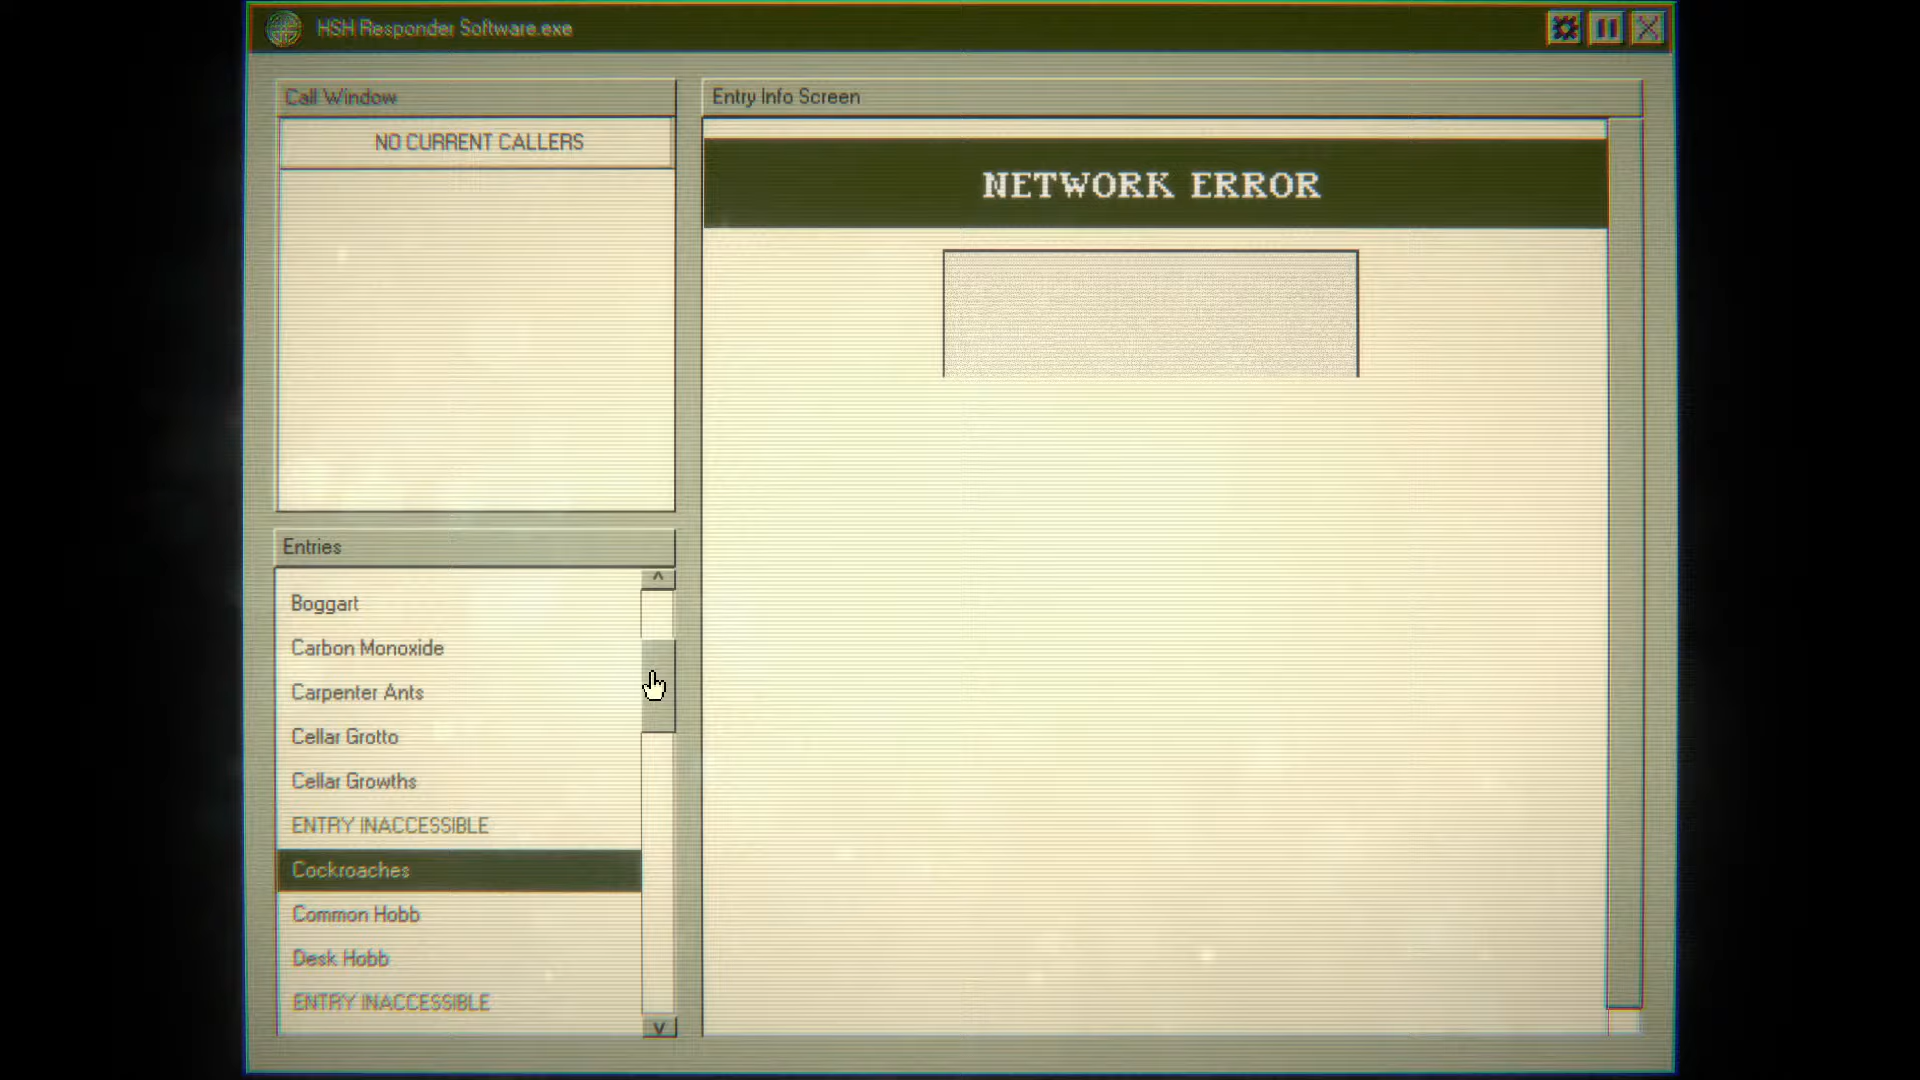 HSH Responder Software.exe
Call Window
NO CURRENT CALLERS
Entries
^
Boggart
Carbon Monoxide
Carpenter Ants
Cellar Grotto
Cellar Growths
ENTRY INACCESSIBLE
Cockroaches
Common Hobb
Desk Hobb
ENTRY INACCESSIBLE
v
Entry Info Screen
NETWORK ERROR